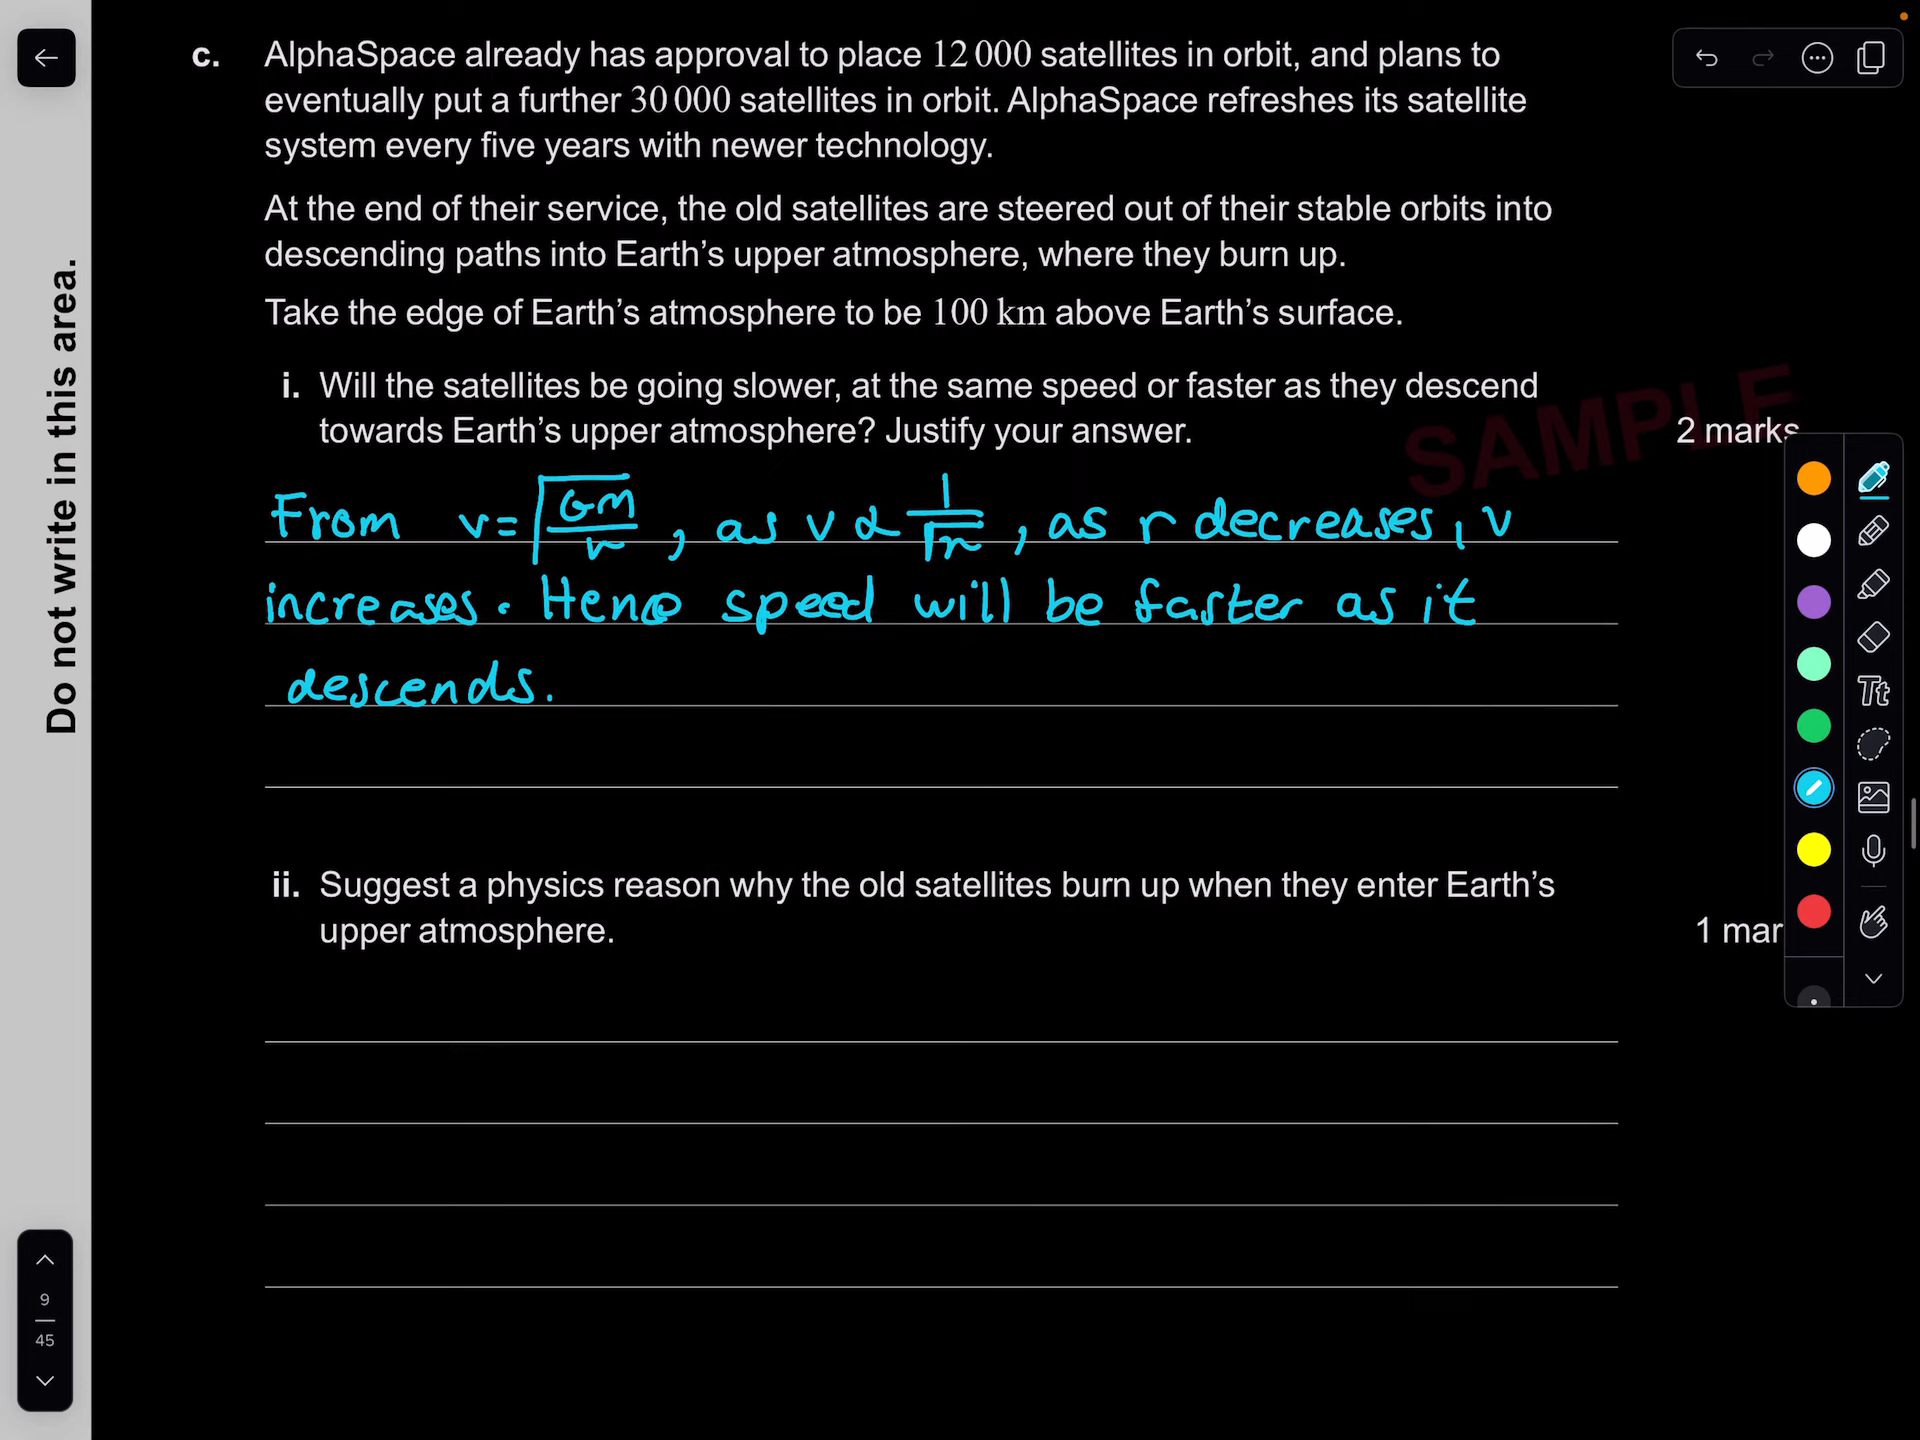 c. AlphaSpace already has approval to place 12 000 satellites in orbit, and plans to
eventually put a further 30 000 satellites in orbit. AlphaSpace refreshes its satellite
system every five years with newer technology.
At the end of their service, the old satellites are steered out of their stable orbits into
descending paths into Earth’s upper atmosphere, where they burn up.
Take the edge of Earth’s atmosphere to be 100 km above Earth’s surface.
i. Will the satellites be going slower, at the same speed or faster as they descend
towards Earth’s upper atmosphere? Justify your answer.
2 marks
SAMPLE
From v = √(GM/r), as v ∝ 1/√r, as r decreases, v
increases. Hence speed will be faster as it
descends.
ii. Suggest a physics reason why the old satellites burn up when they enter Earth’s
upper atmosphere.
1 mar
Do not write in this area.
Tt
9
45